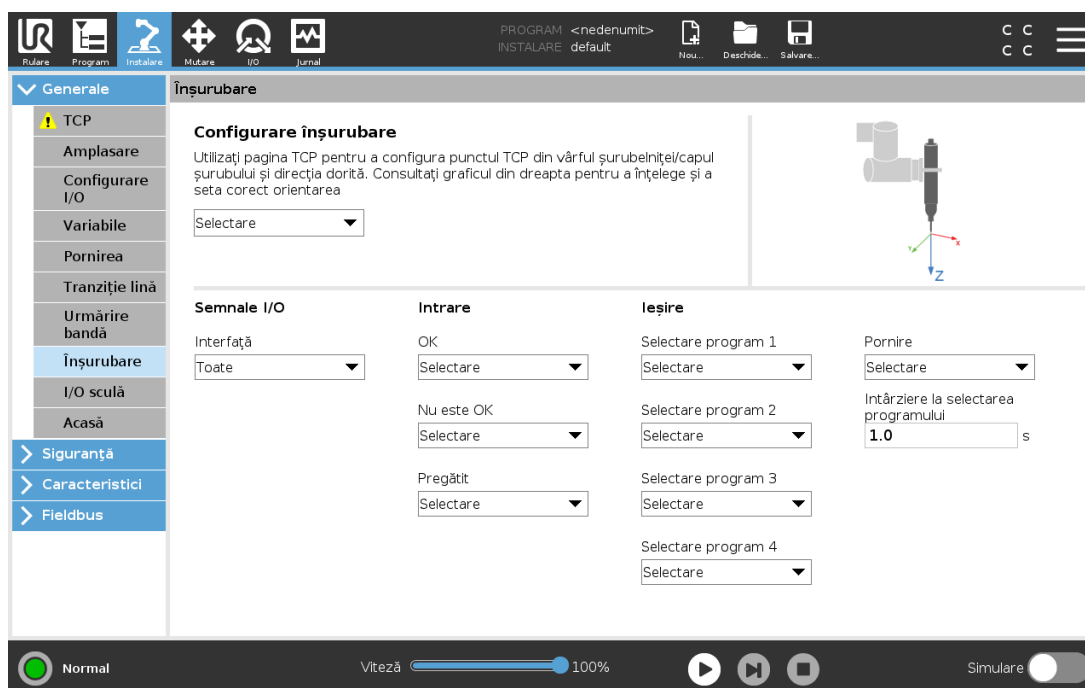 UR
Rulare
Program
Instalare
Mutare
I/O
Jurnal
PROGRAM <nedenumit>
INSTALARE default
Nou...
Deschide...
Salvare...
C C
C C
Generale
TCP
Amplasare
Configurare
I/O
Variabile
Pornirea
Tranziție lină
Urmărire
bandă
Înșurubare
I/O sculă
Acasă
Siguranță
Caracteristici
Fieldbus
Înșurubare
Configurare înșurubare
Utilizați pagina TCP pentru a configura punctul TCP din vârful șurubelniței/capul
șurubului și direcția dorită. Consultați graficul din dreapta pentru a înțelege și a
seta corect orientarea
Selectare
Y
X
Z
Semnale I/O
Interfață
Toate
Intrare
OK
Selectare
Nu este OK
Selectare
Pregătit
Selectare
Ieșire
Selectare program 1
Selectare
Selectare program 2
Selectare
Selectare program 3
Selectare
Selectare program 4
Selectare
Pornire
Selectare
Întârziere la selectarea
programului
1.0 s
Normal
Viteză 100%
Simulare